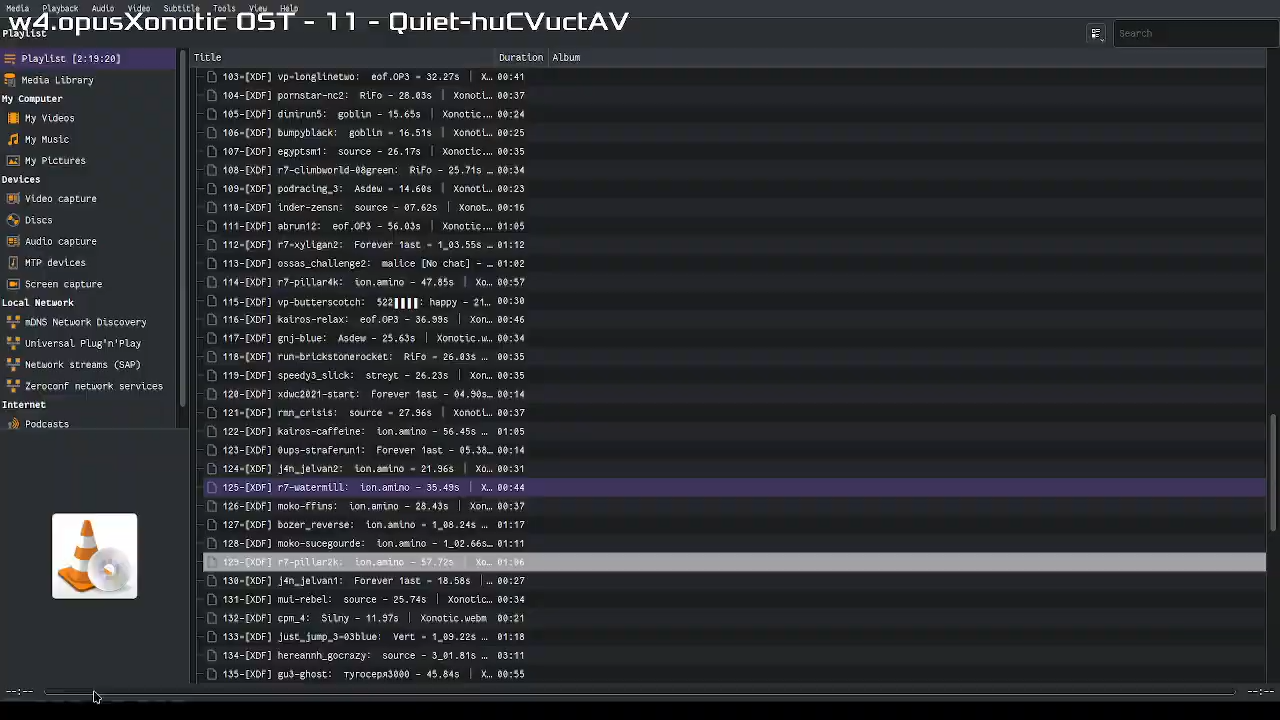 Media Playback Audio Video Subtitle Tools View Help
w4.opusXonotic OST - 11 - Quiet-huCVuctAV
Playlist
Search
Playlist [2:19:20]
Media Library
My Computer
My Videos
My Music
My Pictures
Devices
Video capture
Discs
Audio capture
MTP devices
Screen capture
Local Network
mDNS Network Discovery
Universal Plug'n'Play
Network streams (SAP)
Zeroconf network services
Internet
Podcasts
Title Duration Album
103-[XDF] vp-longlinetwo: eof.OP3 - 32.27s | X… 00:41
104-[XDF] pornstar-nc2: RiFo - 28.03s | Xonoti… 00:37
105-[XDF] dinirun5: goblin - 15.65s | Xonotic.… 00:24
106-[XDF] bumpyblack: goblin - 16.51s | Xonoti… 00:25
107-[XDF] egyptsm1: source - 26.17s | Xonotic.… 00:35
108-[XDF] r7-climbworld-08green: RiFo - 25.71s … 00:34
109-[XDF] podracing_3: Asdew - 14.60s | Xonoti… 00:23
110-[XDF] inder-zensn: source - 07.62s | Xonot… 00:16
111-[XDF] abrun12: eof.OP3 - 56.03s | Xonotic.… 01:05
112-[XDF] r7-xyligan2: Forever 1ast - 1_03.55s … 01:12
113-[XDF] ossas_challenge2: malice [No chat] - … 01:02
114-[XDF] r7-pillar4k: ion.amino - 47.85s | Xo… 00:57
115-[XDF] vp-butterscotch: 522▌▌▌▌: happy - 21… 00:30
116-[XDF] kairos-relax: eof.OP3 - 36.99s | Xon… 00:46
117-[XDF] gnj-blue: Asdew - 25.63s | Xonotic.w… 00:34
118-[XDF] run-brickstonerocket: RiFo - 26.03s … 00:35
119-[XDF] speedy3_slick: streyt - 26.23s | Xon… 00:35
120-[XDF] xdwc2021-start: Forever 1ast - 04.90s… 00:14
121-[XDF] rmn_crisis: source - 27.96s | Xonoti… 00:37
122-[XDF] kairos-caffeine: ion.amino - 56.45s |… 01:05
123-[XDF] 0ups-straferun1: Forever 1ast - 05.38… 00:14
124-[XDF] j4n_jelvan2: ion.amino - 21.96s | Xo… 00:31
125-[XDF] r7-watermill: ion.amino - 35.49s | X… 00:44
126-[XDF] moko-ffins: ion.amino - 28.43s | Xon… 00:37
127-[XDF] bozer_reverse: ion.amino - 1_08.24s -… 01:17
128-[XDF] moko-sucegourde: ion.amino - 1_02.66s… 01:11
129-[XDF] r7-pillar2k: ion.amino - 57.72s | Xo… 01:06
130-[XDF] j4n_jelvan1: Forever 1ast - 18.58s |… 00:27
131-[XDF] mul-rebel: source - 25.74s | Xonotic… 00:34
132-[XDF] cpm_4: Silny - 11.97s | Xonotic.webm 00:21
133-[XDF] just_jump_3-03blue: Vert - 1_09.22s … 01:18
134-[XDF] hereannh_gocrazy: source - 3_01.81s … 03:11
135-[XDF] gu3-ghost: тyгосеря3000 - 45.84s | … 00:55
--:-- --:--